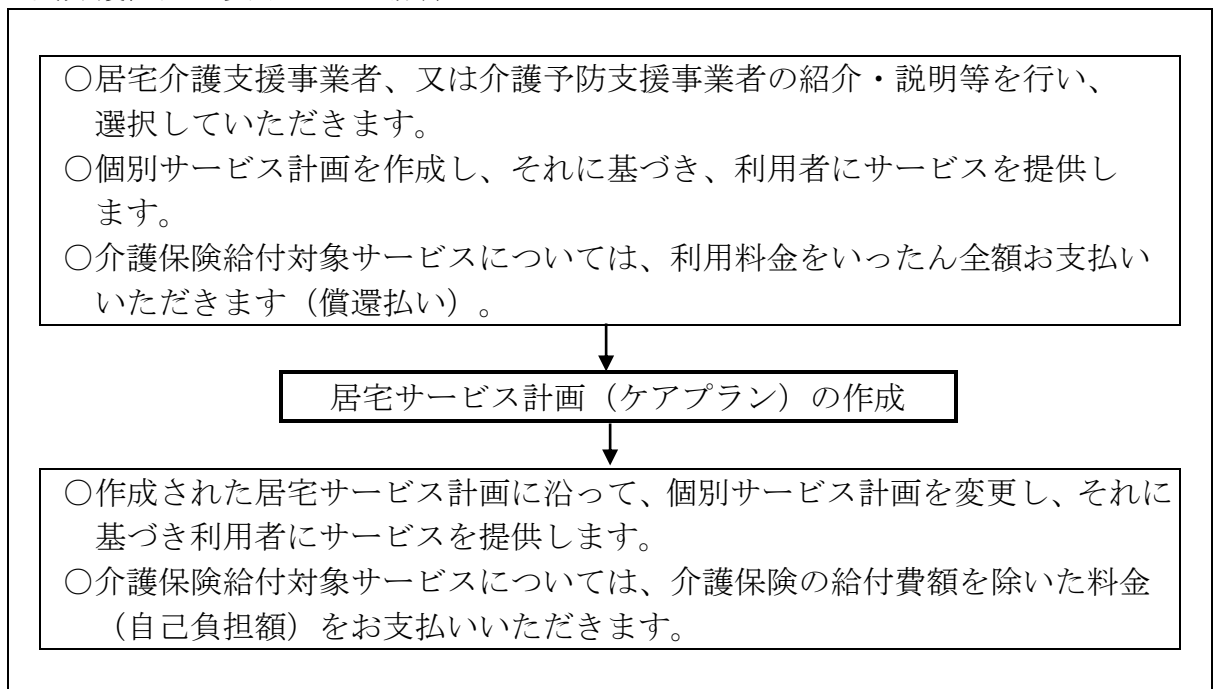 ○居宅介護支援事業者、又は介護予防支援事業者の紹介・説明等を行い、
選択していただきます。
○個別サービス計画を作成し、それに基づき、利用者にサービスを提供し
ます。
○介護保険給付対象サービスについては、利用料金をいったん全額お支払い
いただきます（償還払い）。
居宅サービス計画（ケアプラン）の作成
○作成された居宅サービス計画に沿って、個別サービス計画を変更し、それに
基づき利用者にサービスを提供します。
○介護保険給付対象サービスについては、介護保険の給付費額を除いた料金
（自己負担額）をお支払いいただきます。